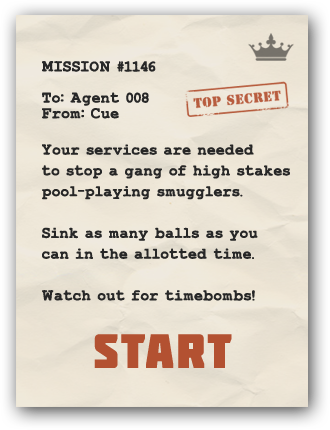 MISSION #1146
To: Agent 008
TOP SECRET
From: Cue
Your services are needed
to stop a gang of high stakes
pool-playing smugglers.
Sink as many balls as you
can in the allotted time.
Watch out for timebombs!
START